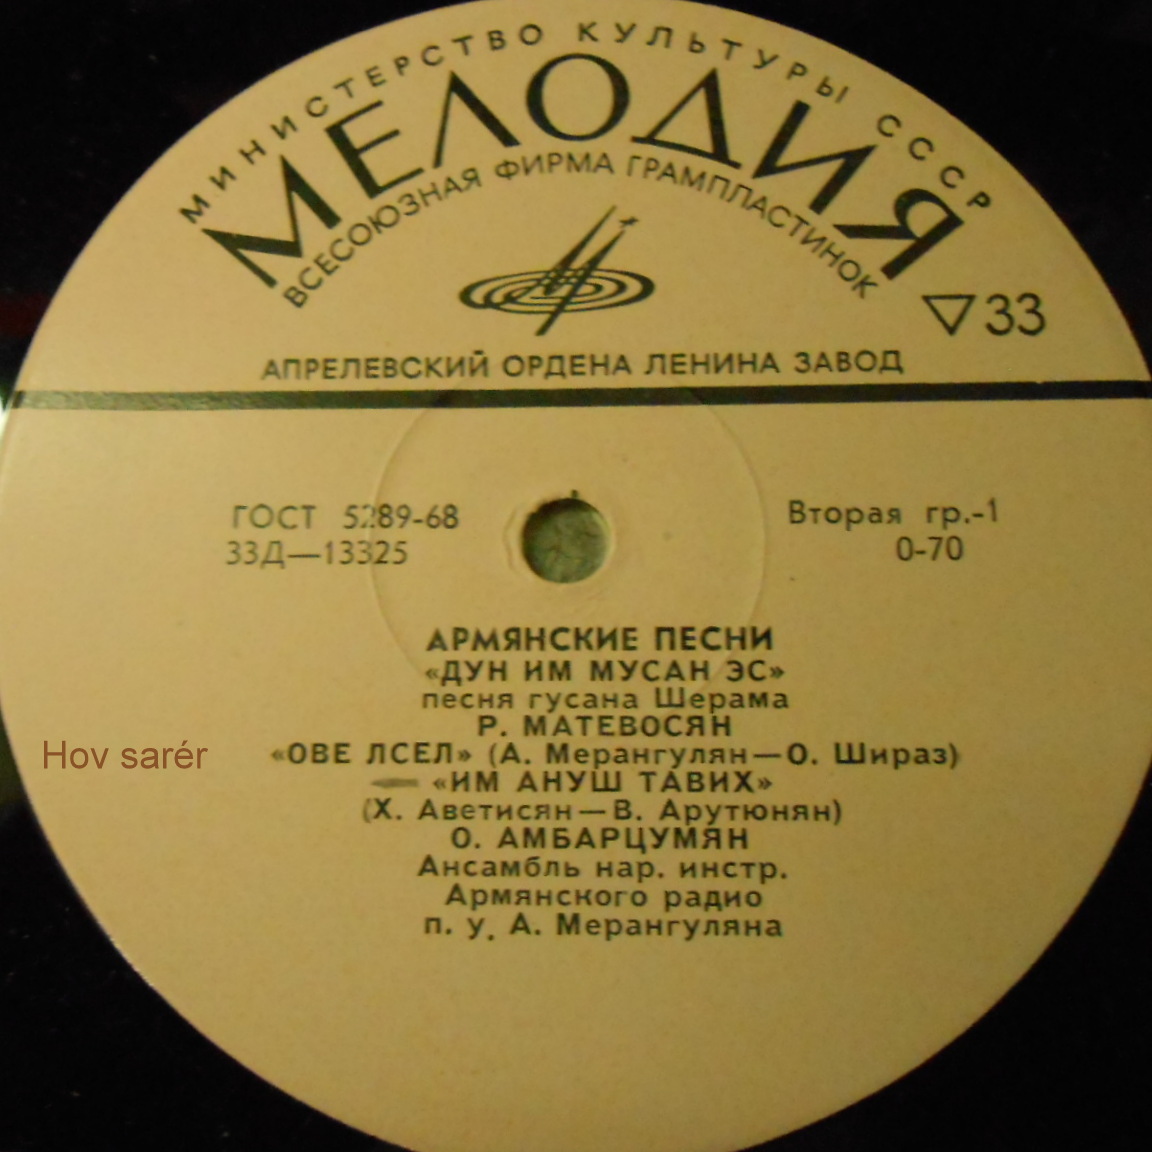 МИНИСТЕРСТВО КУЛЬТУРЫ СССР
МЕЛОДИЯ
ВСЕСОЮЗНАЯ ФИРМА ГРАМПЛАСТИНОК
33
АПРЕЛЕВСКИЙ ОРДЕНА ЛЕНИНА ЗАВОД
ГОСТ 5289-68
Вторая гр.-1
33Д—13325
0-70
АРМЯНСКИЕ ПЕСНИ
«ДУН ИМ МУСАН ЭС»
песня гусана Шерама
Р. МАТЕВОСЯН
Hov sarér
«ОВЕ ЛСЕЛ» (А. Мерангулян—О. Шираз)
«ИМ АНУШ ТАВИХ»
(Х. Аветисян—В. Арутюнян)
О. АМБАРЦУМЯН
Ансамбль нар. инстр.
Армянского радио
п. у. А. Мерангуляна